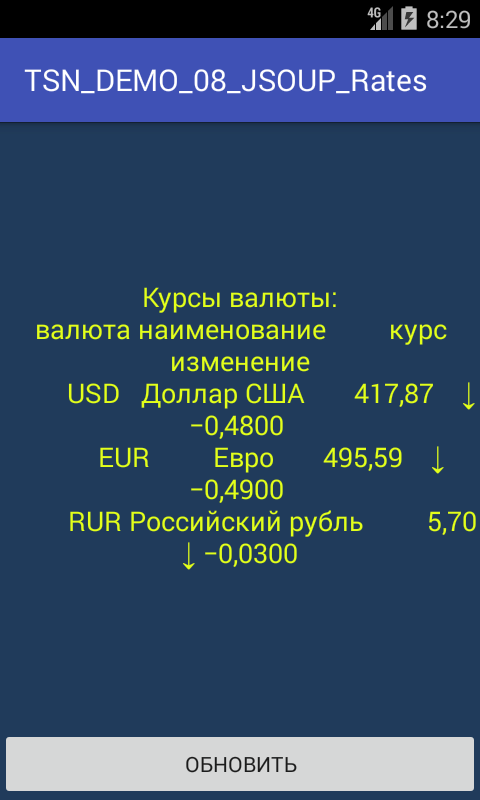 4G 8:29
TSN_DEMO_08_JSOUP_Rates
Курсы валюты:
валюта наименование курс
изменение
USD Доллар США 417,87 ↓
−0,4800
EUR Евро 495,59 ↓
−0,4900
RUR Российский рубль 5,70
↓ −0,0300
ОБНОВИТЬ